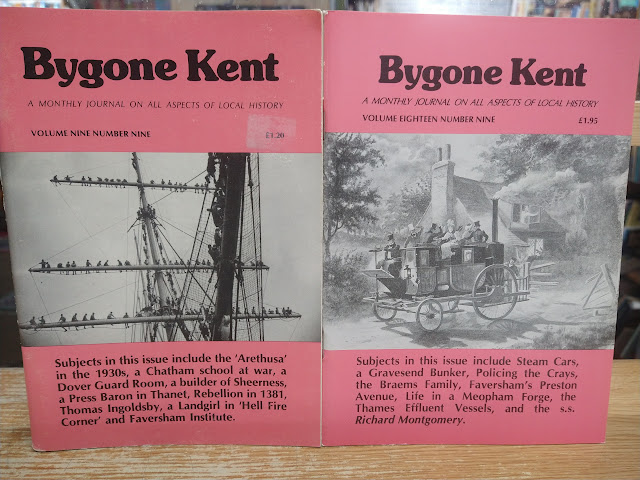 Bygone Kent
A MONTHLY JOURNAL ON ALL ASPECTS OF LOCAL HISTORY
VOLUME NINE NUMBER NINE £1.20
Subjects in this issue include the 'Arethusa'
in the 1930s, a Chatham school at war, a
Dover Guard Room, a builder of Sheerness,
a Press Baron in Thanet, Rebellion in 1381,
Thomas Ingoldsby, a Landgirl in 'Hell Fire
Corner' and Faversham Institute.
Bygone Kent
A MONTHLY JOURNAL ON ALL ASPECTS OF LOCAL HISTORY
VOLUME EIGHTEEN NUMBER NINE £1.95
Subjects in this issue include Steam Cars,
a Gravesend Bunker, Policing the Crays,
the Braems Family, Faversham's Preston
Avenue, Life in a Meopham Forge, the
Thames Effluent Vessels, and the s.s.
Richard Montgomery.